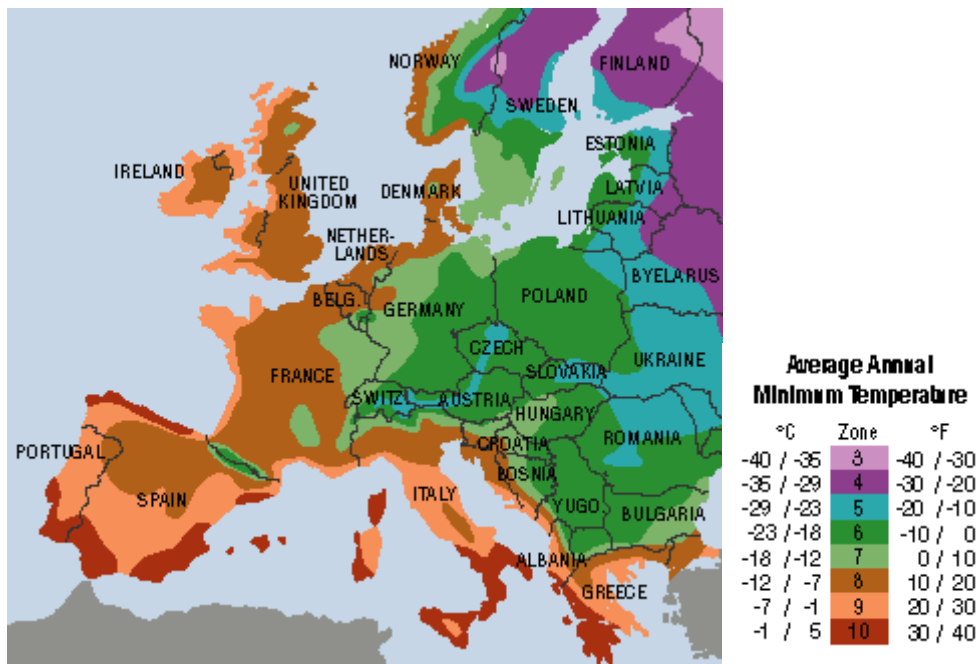 NORWAY
FINLAND
SWEDEN
ESTONIA
IRELAND
LATVIA
UNITED
KINGDOM
DENMARK
LITHUANIA
NETHER-
LANDS
BYELARUS
BELG.
GERMANY
POLAND
CZECH
UKRAINE
SLOVAKIA
FRANCE
SWITZ.
AUSTRIA
HUNGARY
ROMANIA
CROATIA
PORTUGAL
BOSNIA
SPAIN
ITALY
YUGO.
BULGARIA
ALBANIA
GREECE
Average Annual
Minimum Temperature
°C Zone °F
-40 / -35 3 -40 / -30
-35 / -29 4 -30 / -20
-29 / -23 5 -20 / -10
-23 / -18 6 -10 / 0
-18 / -12 7 0 / 10
-12 / -7 8 10 / 20
-7 / -1 9 20 / 30
-1 / 5 10 30 / 40